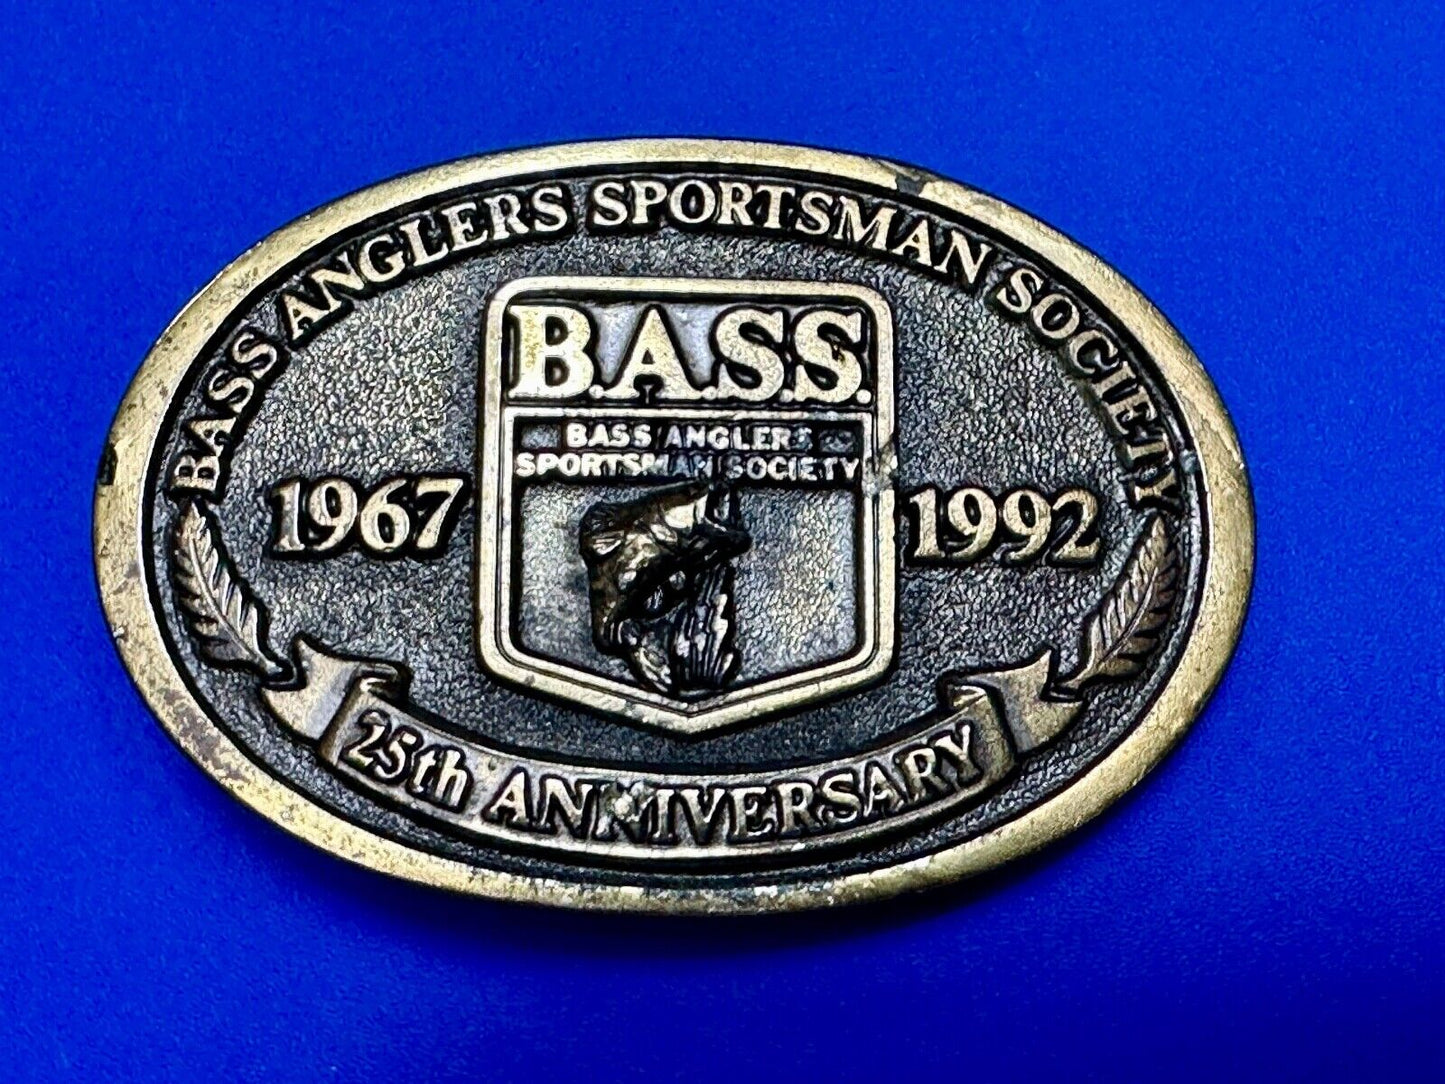 BASS ANGLERS SPORTSMAN SOCIETY
B.A.S.S.
BASS ANGLERS
SPORTSMAN SOCIETY
1967
1992
25th ANNIVERSARY